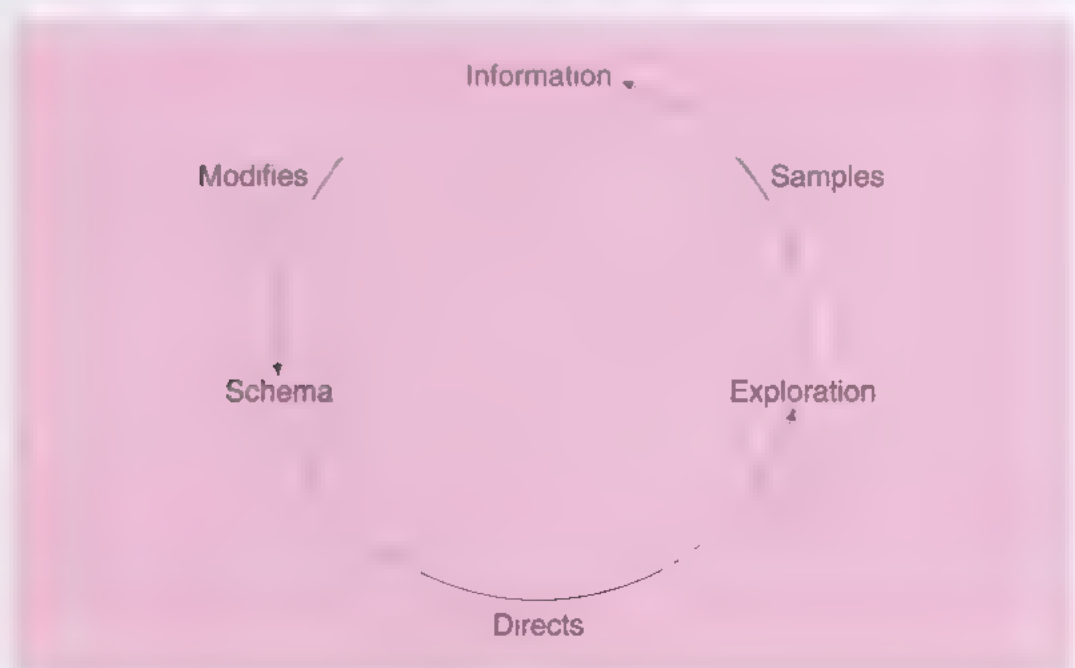 Information
Modifies
Samples
Schema
Exploration
Directs